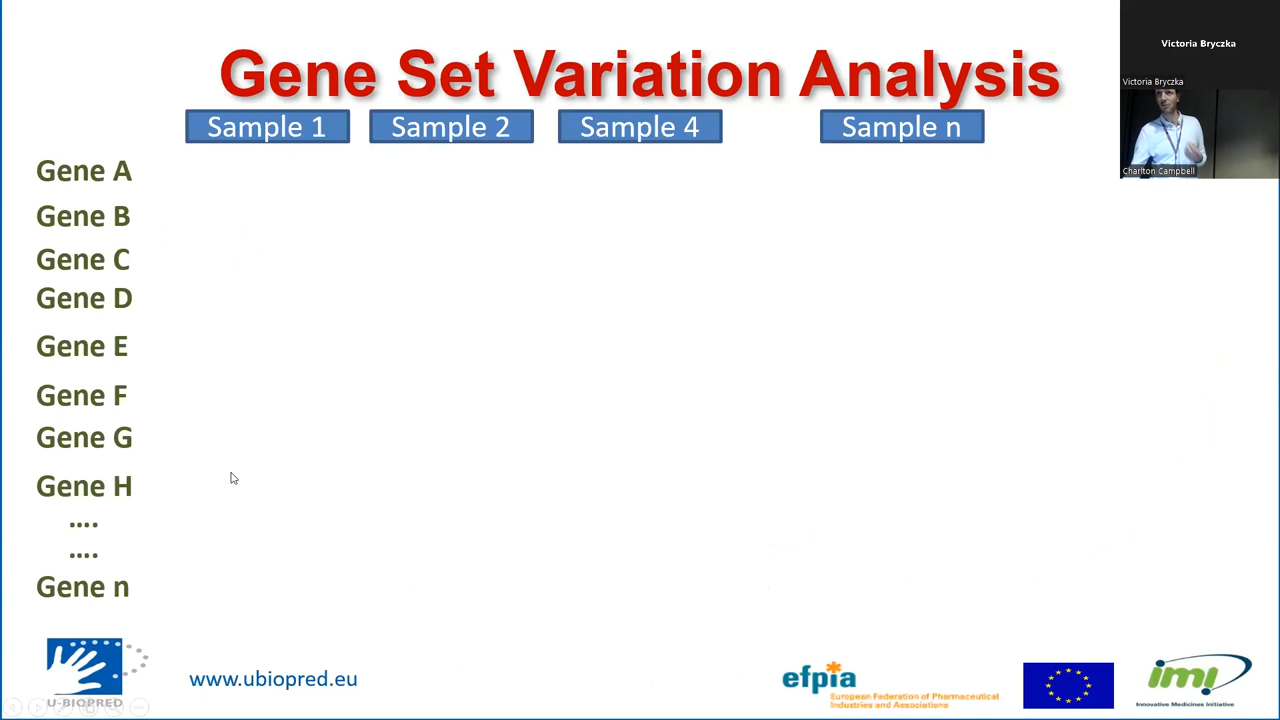 Gene Set Variation Analysis
Victoria Bryczka
Victoria Bryczka
Charlton Campbell
Sample 1 Sample 2 Sample 4 Sample n
Gene A
Gene B
Gene C
Gene D
Gene E
Gene F
Gene G
Gene H
....
....
Gene n
U-BIOPRED
www.ubiopred.eu
efpia
European Federation of Pharmaceutical
Industries and Associations
imi
Innovative Medicines Initiative